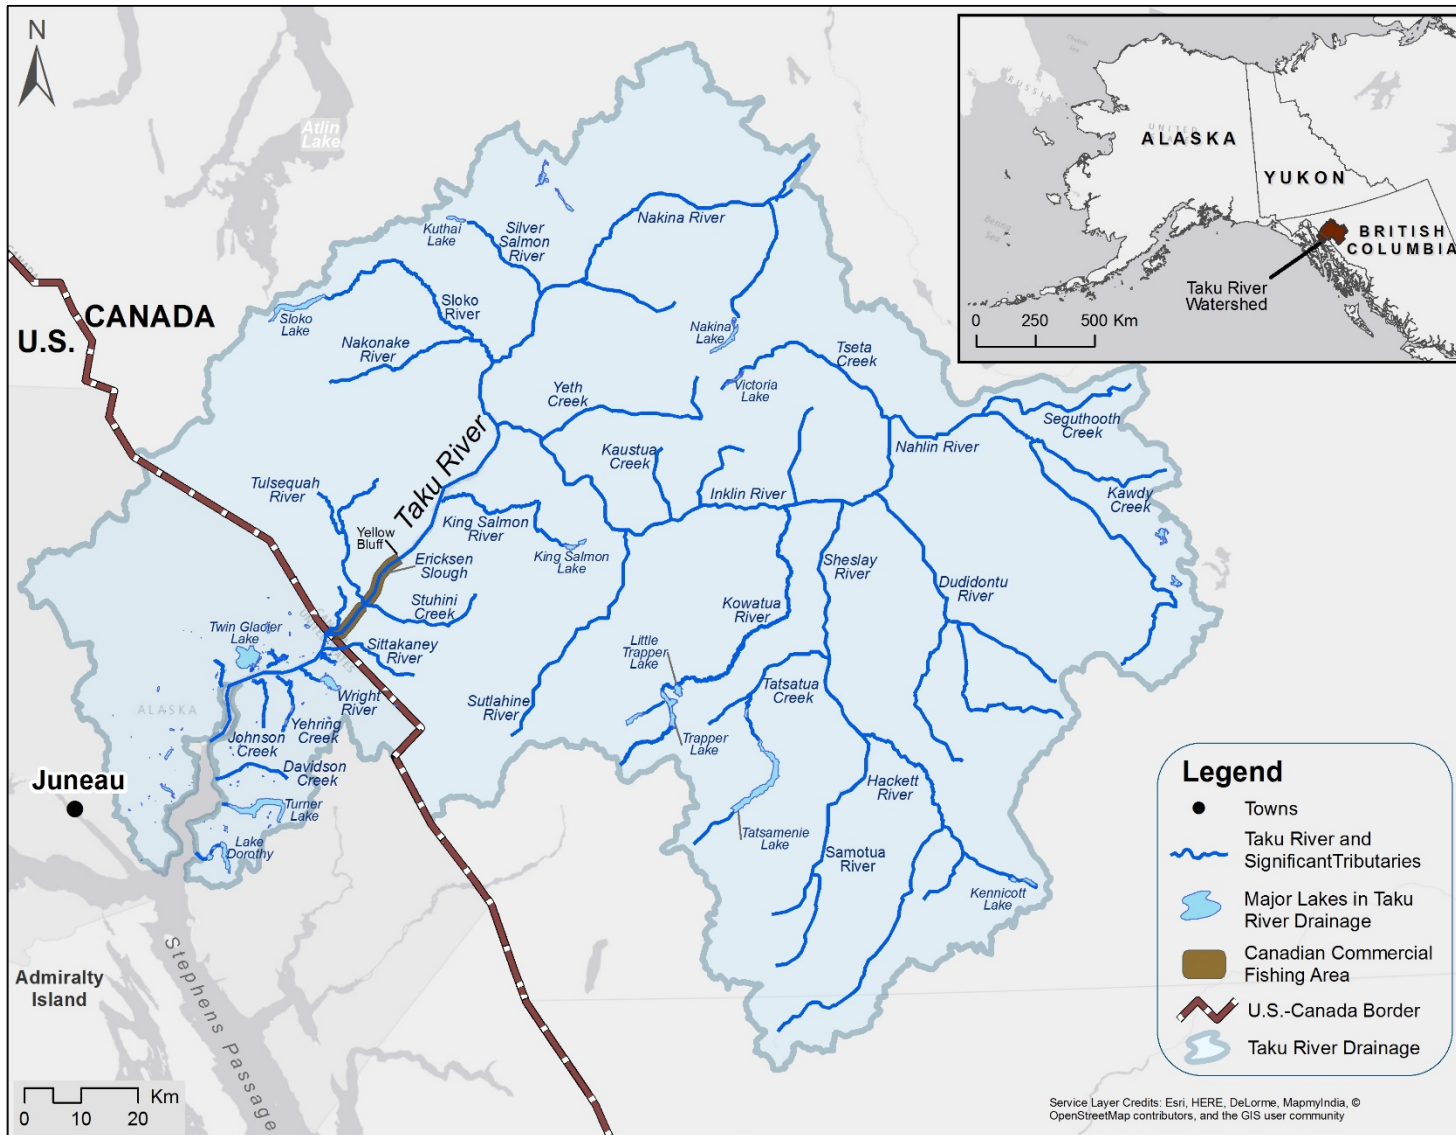 N
Atlin
Lake
CANADA
U.S.
CANADA
Kuthai
Lake
Silver
Salmon
River
Nakina River
Sloko
Lake
Sloko
River
Nakonake
River
Nakina
Lake
Tseta
Creek
Victoria
Lake
Yeth
Creek
Seguthooth
Creek
Nahlin River
Kaustua
Creek
Taku River
Tulsequah
River
Inklin River
Kawdy
Creek
Yellow
Bluff
King Salmon
River
King Salmon
Lake
Ericksen
Slough
Stuhini
Creek
Sheslay
River
Dudidontu
River
Kowatua
River
Twin Glacier
Lake
Sittakaney
River
Little
Trapper
Lake
Wright
River
ALASKA
Yehring
Creek
Johnson
Creek
Sutlahine
River
Tatsatua
Creek
Trapper
Lake
Davidson
Creek
Juneau
Turner
Lake
Hackett
River
Lake
Dorothy
Tatsamenie
Lake
Samotua
River
Kennicott
Lake
Admiralty
Island
Stephens Passage
Km
0 10 20
RUSSIA
Bering
Sea
UNITED
ALASKA
YUKON
BRITISH
COLUMBIA
Taku River
Watershed
0 250 500 Km
Legend
Towns
Taku River and
SignificantTributaries
Major Lakes in Taku
River Drainage
Canadian Commercial
Fishing Area
U.S.-Canada Border
Taku River Drainage
Service Layer Credits: Esri, HERE, DeLorme, MapmyIndia, ©
OpenStreetMap contributors, and the GIS user community